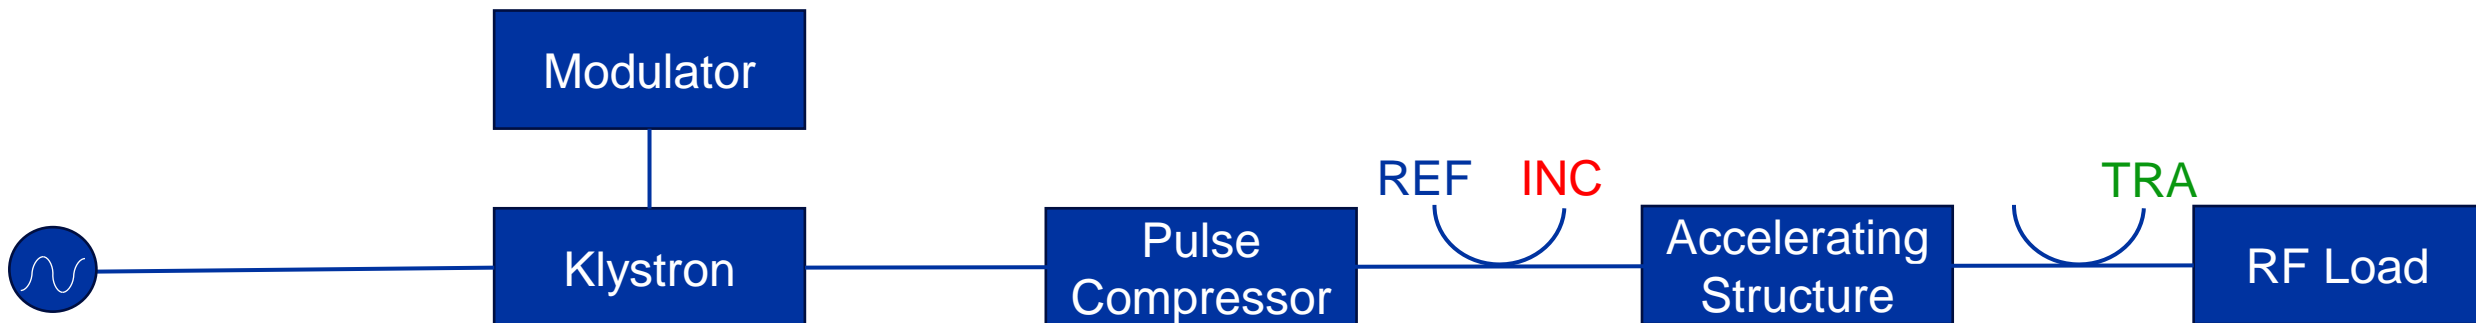 Modulator
REF INC
TRA
Klystron
Pulse
Compressor
Accelerating
Structure
RF Load